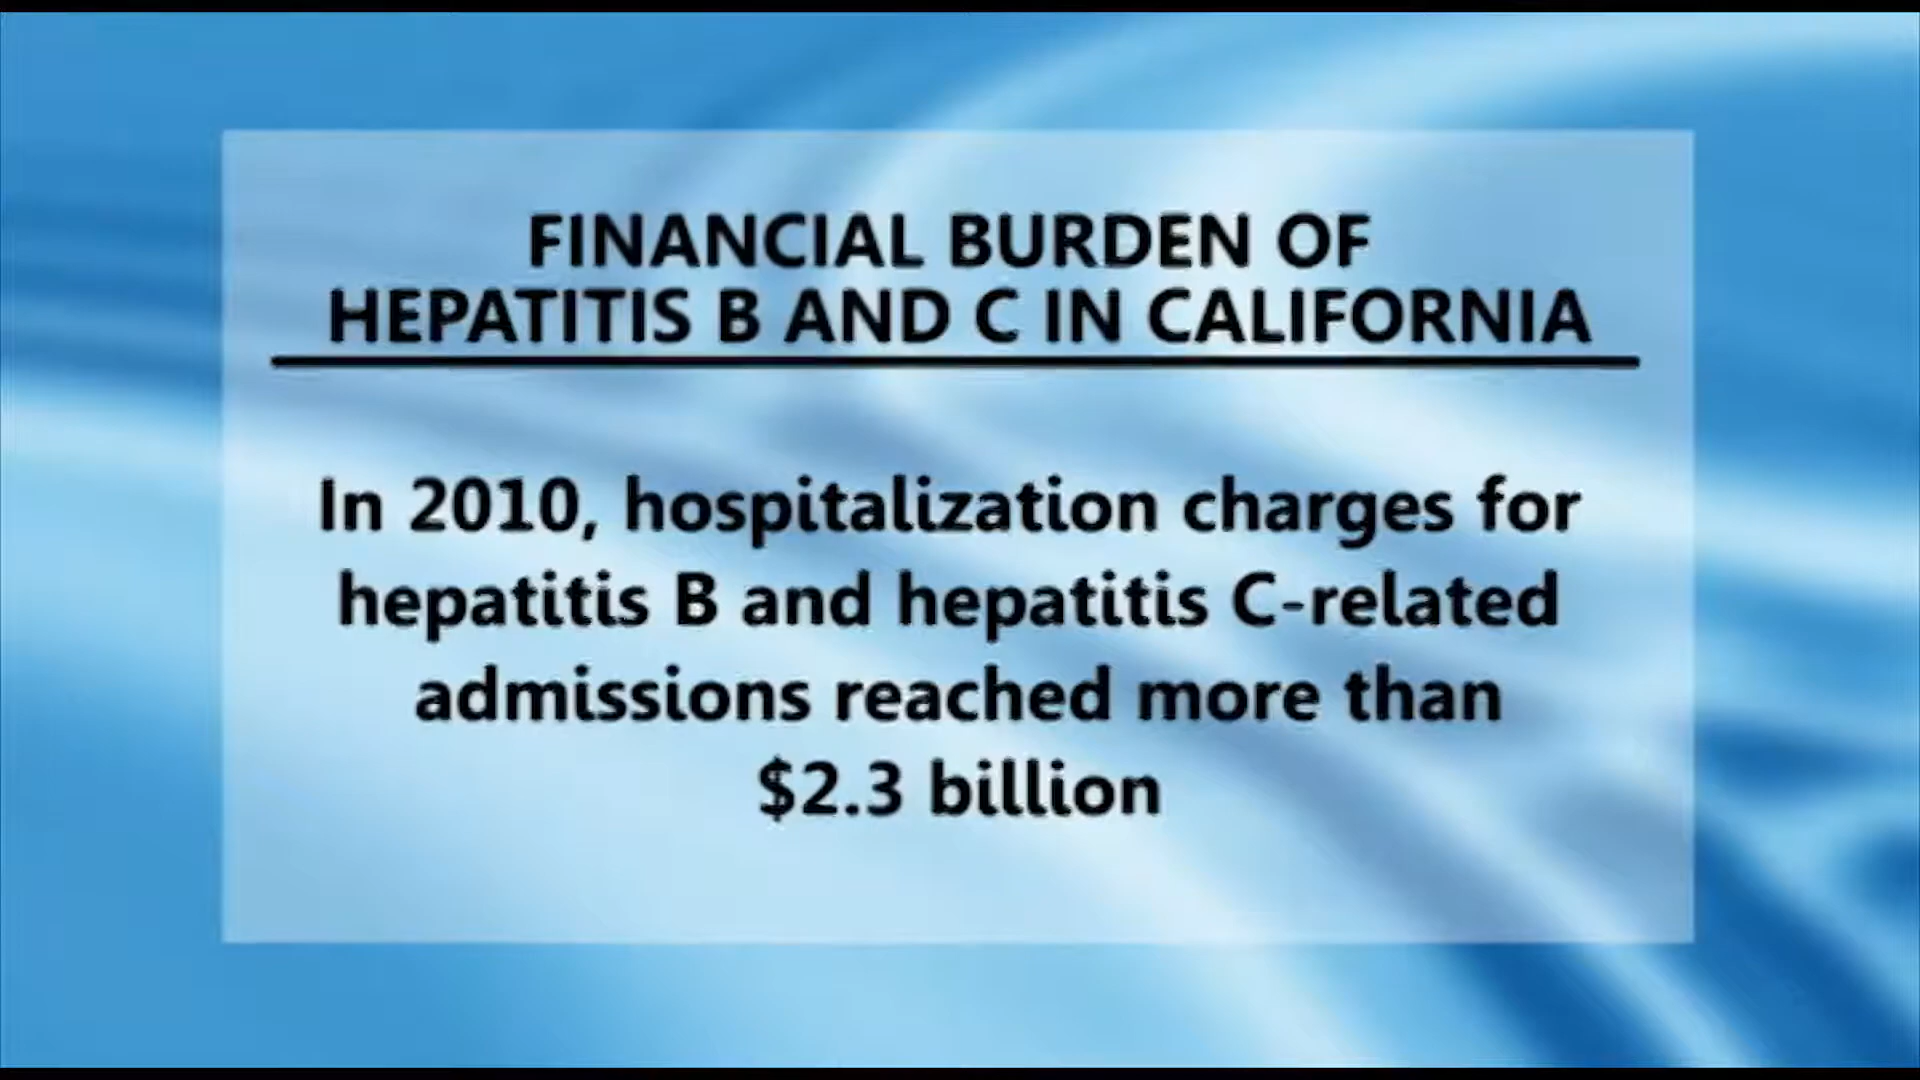 FINANCIAL BURDEN OF
HEPATITIS B AND C IN CALIFORNIA
In 2010, hospitalization charges for
hepatitis B and hepatitis C-related
admissions reached more than
$2.3 billion